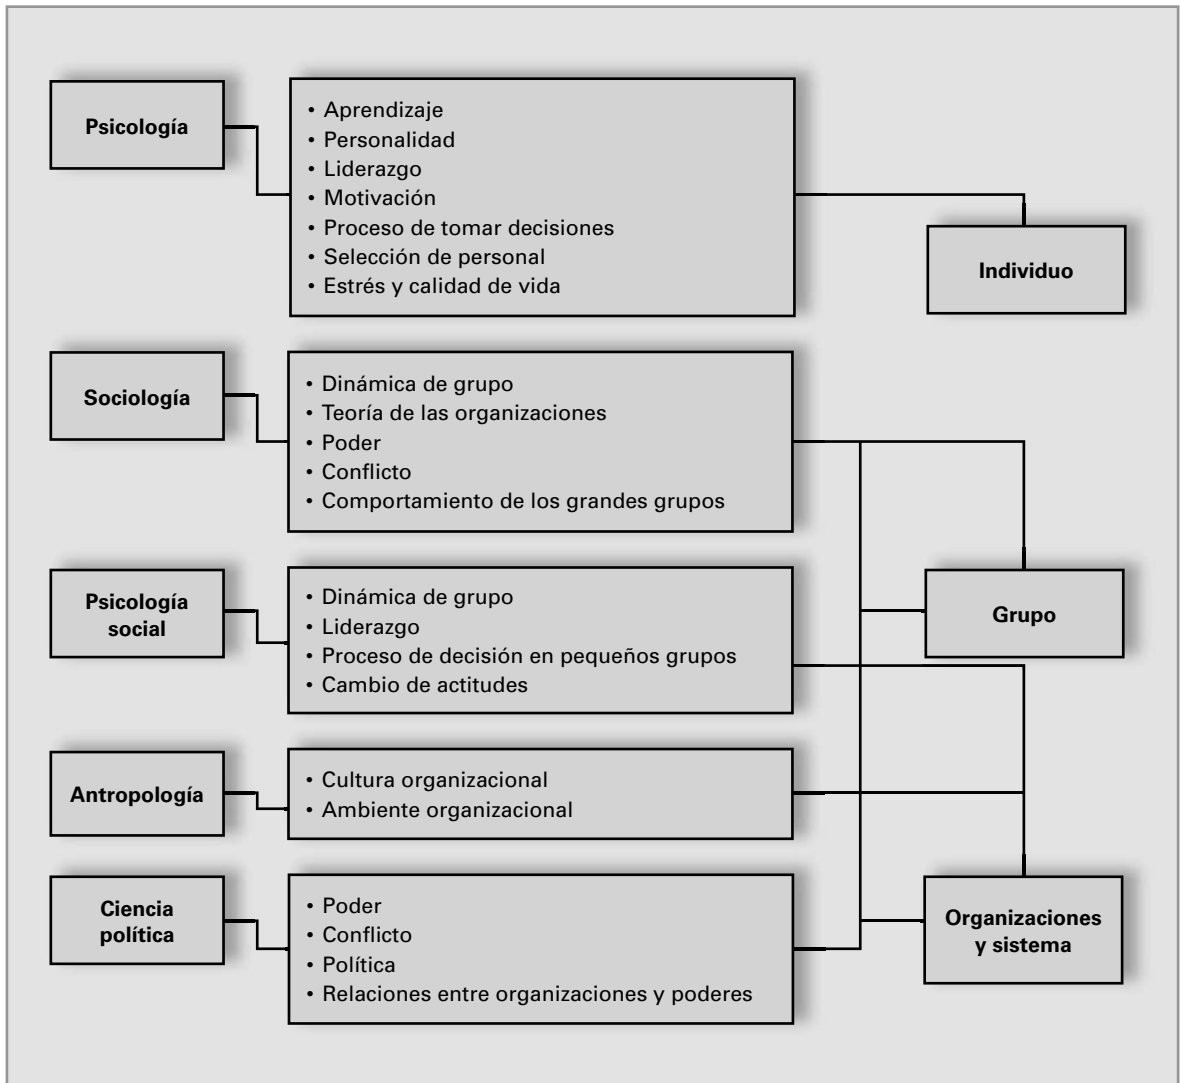 Psicología
• Aprendizaje
• Personalidad
• Liderazgo
• Motivación
• Proceso de tomar decisiones
• Selección de personal
• Estrés y calidad de vida
Individuo
Sociología
• Dinámica de grupo
• Teoría de las organizaciones
• Poder
• Conflicto
• Comportamiento de los grandes grupos
Psicología
social
• Dinámica de grupo
• Liderazgo
• Proceso de decisión en pequeños grupos
• Cambio de actitudes
Grupo
Antropología
• Cultura organizacional
• Ambiente organizacional
Ciencia
política
• Poder
• Conflicto
• Política
• Relaciones entre organizaciones y poderes
Organizaciones
y sistema